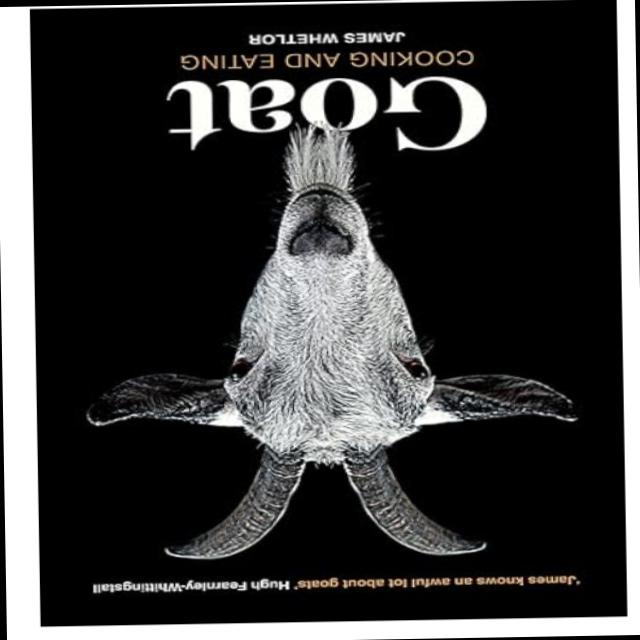 'James knows an awful lot about goats' Hugh Fearnley-Whittingstall
Goat
COOKING AND EATING
JAMES WHETLOR